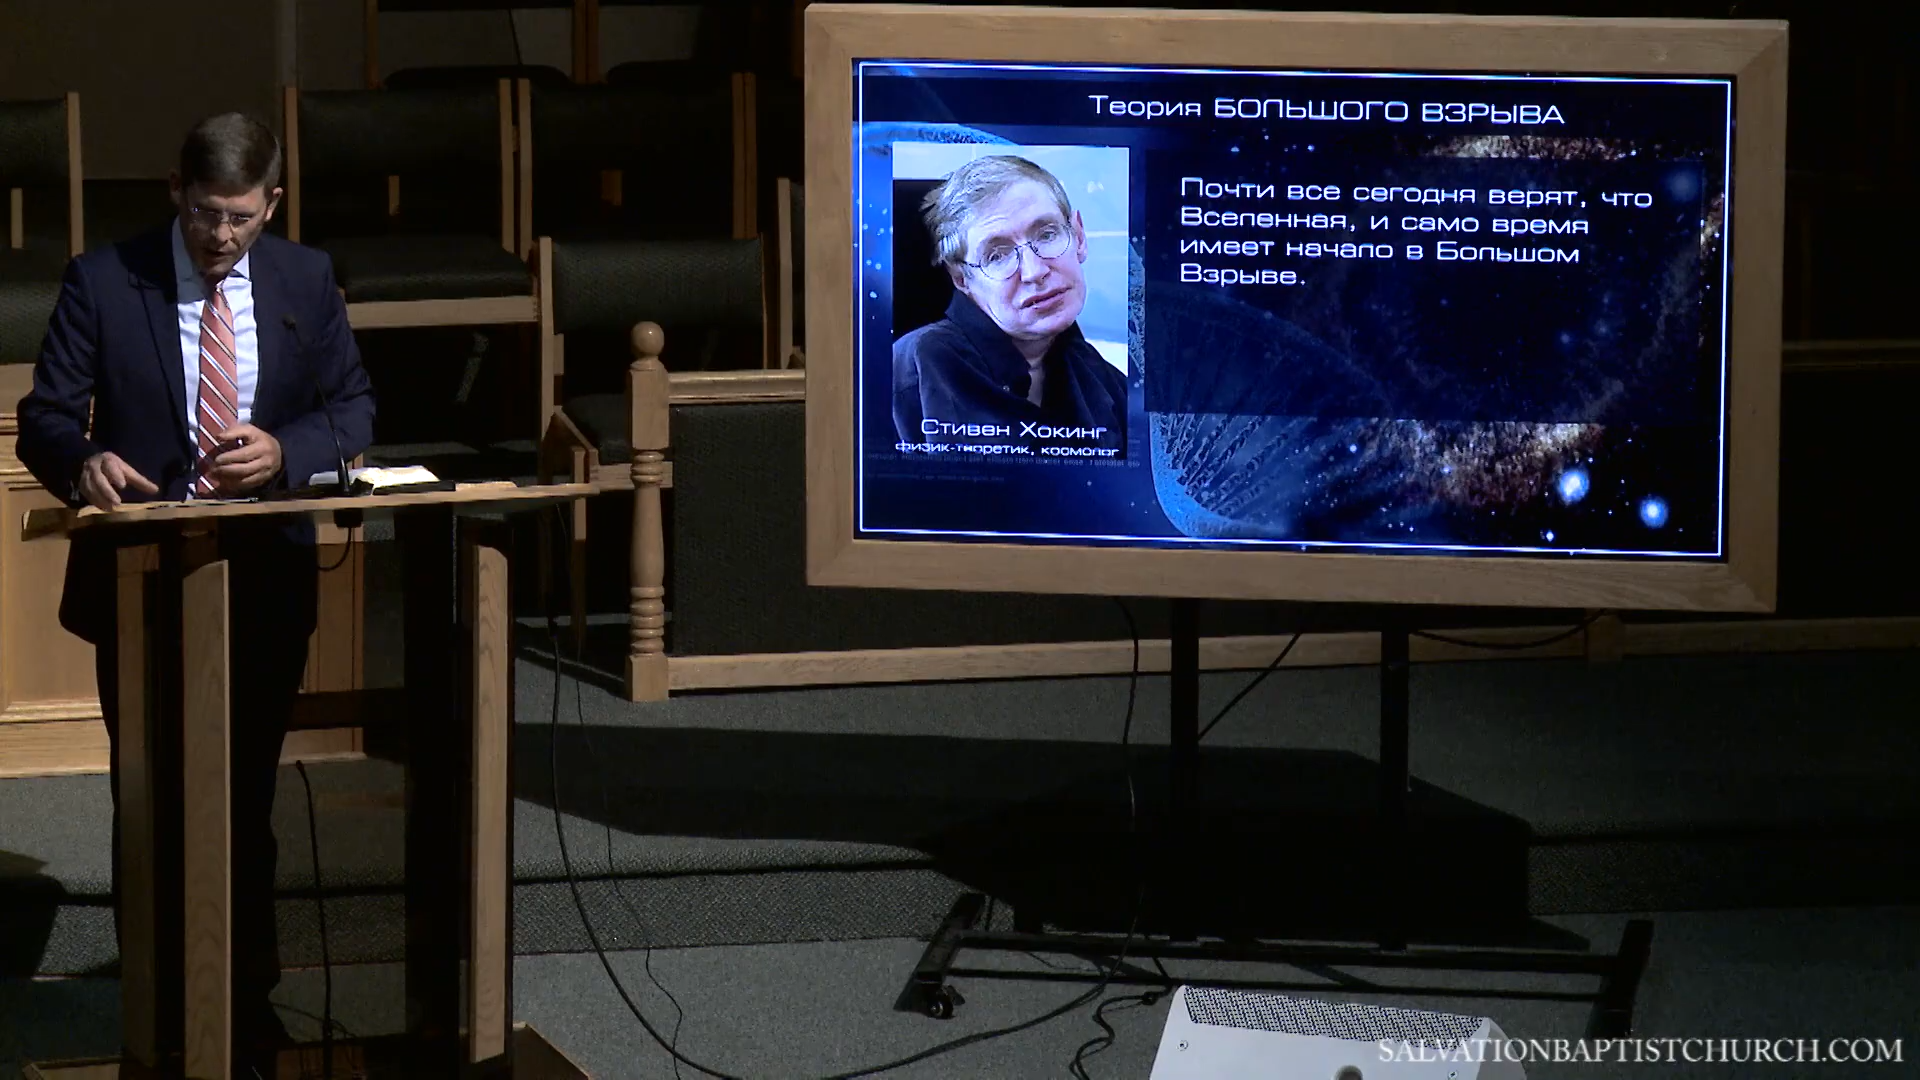 Теория БОЛЬШОГО ВЗРЫВА
Почти все сегодня верят, что
Вселенная, и само время
имеет начало в Большом
Взрыве.
Стивен Хокинг
физик-теоретик, космолог
SALVATIONBAPTISTCHURCH.COM